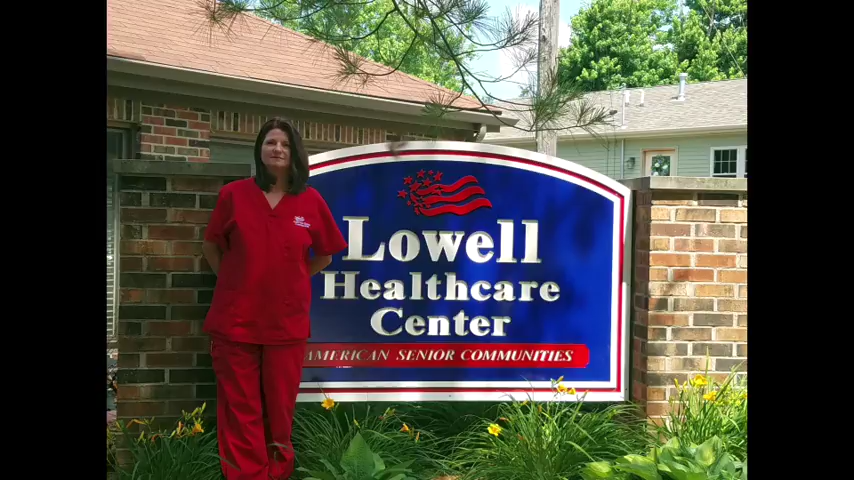 Lowell
Healthcare
Center
AMERICAN SENIOR COMMUNITIES